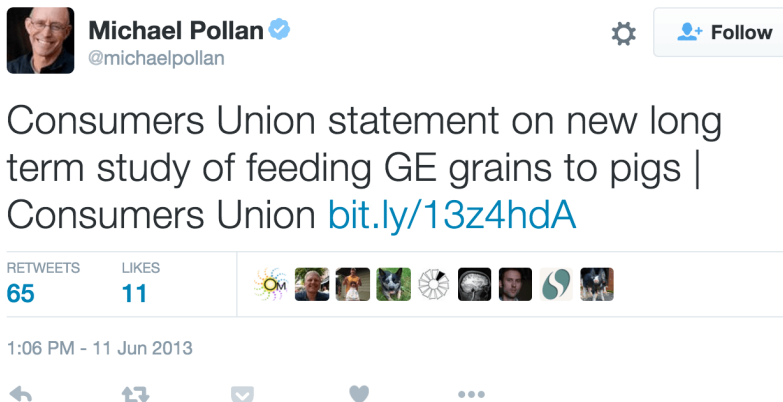 Michael Pollan
@michaelpollan
Follow
Consumers Union statement on new long
term study of feeding GE grains to pigs |
Consumers Union bit.ly/13z4hdA
RETWEETS LIKES
65 11
OM
1:06 PM - 11 Jun 2013